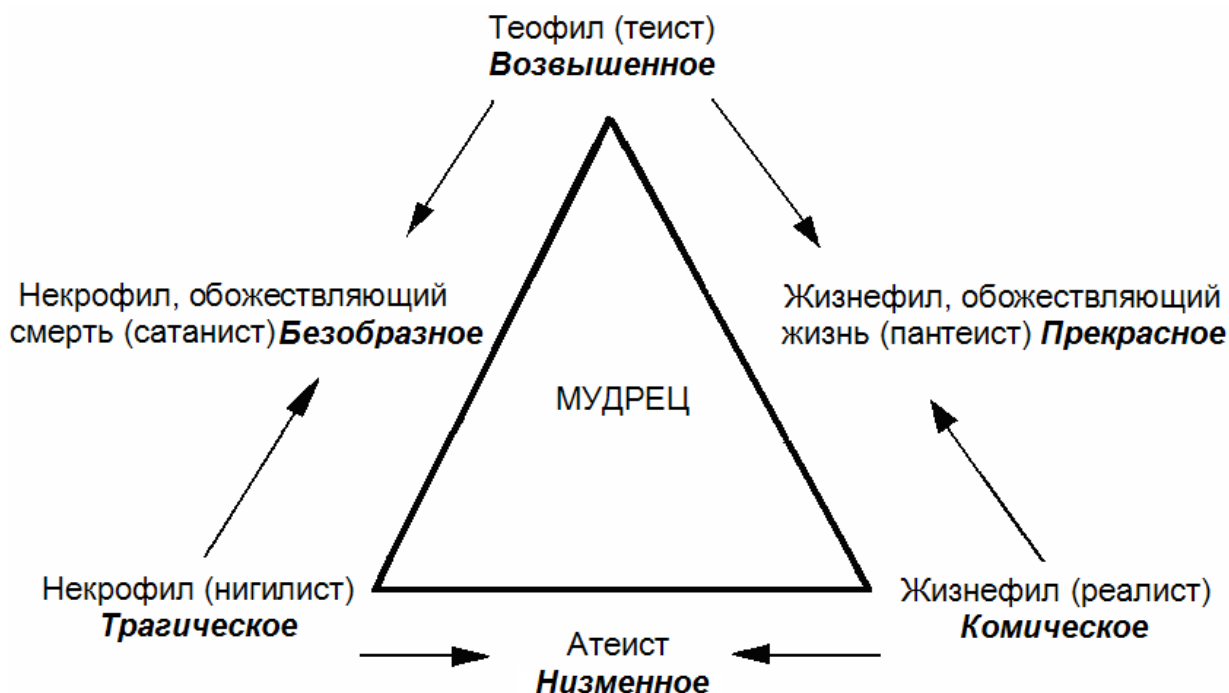 Теофил (теист)
Возвышенное
Некрофил, обожествляющий
смерть (сатанист) Безобразное
Жизнефил, обожествляющий
жизнь (пантеист) Прекрасное
МУДРЕЦ
Некрофил (нигилист)
Трагическое
Жизнефил (реалист)
Комическое
Атеист
Низменное